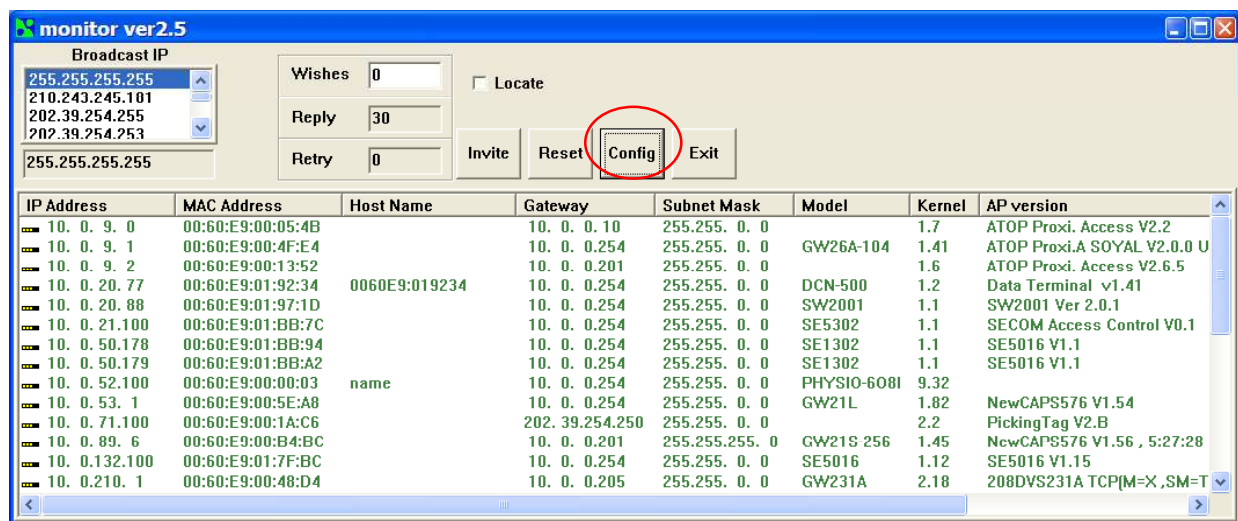 monitor ver2.5
Broadcast IP
255.255.255.255
210.243.245.101
202.39.254.255
202.39.254.253
255.255.255.255
Wishes 0
Reply 30
Retry 0
Locate
Invite Reset Config Exit
IP Address MAC Address Host Name Gateway Subnet Mask Model Kernel AP version
10. 0. 9. 0 00:60:E9:00:05:4B 10. 0. 0. 10 255.255. 0. 0 1.7 ATOP Proxi. Access V2.2
10. 0. 9. 1 00:60:E9:00:4F:E4 10. 0. 0.254 255.255. 0. 0 GW26A-104 1.41 ATOP Proxi.A SOYAL V2.0.0 U
10. 0. 9. 2 00:60:E9:00:13:52 10. 0. 0.201 255.255. 0. 0 1.6 ATOP Proxi. Access V2.6.5
10. 0. 20. 77 00:60:E9:01:92:34 0060E9:019234 10. 0. 0.254 255.255. 0. 0 DCN-500 1.2 Data Terminal v1.41
10. 0. 20. 88 00:60:E9:01:97:1D 10. 0. 0.254 255.255. 0. 0 SW2001 1.1 SW2001 Ver 2.0.1
10. 0. 21.100 00:60:E9:01:BB:7C 10. 0. 0.254 255.255. 0. 0 SE5302 1.1 SECOM Access Control V0.1
10. 0. 50.178 00:60:E9:01:BB:94 10. 0. 0.254 255.255. 0. 0 SE1302 1.1 SE5016 V1.1
10. 0. 50.179 00:60:E9:01:BB:A2 10. 0. 0.254 255.255. 0. 0 SE1302 1.1 SE5016 V1.1
10. 0. 52.100 00:60:E9:00:00:03 name 10. 0. 0.254 255.255. 0. 0 PHYSIO-6O8I 9.32
10. 0. 53. 1 00:60:E9:00:5E:A8 10. 0. 0.254 255.255. 0. 0 GW21L 1.82 NewCAPS576 V1.54
10. 0. 71.100 00:60:E9:00:1A:C6 202. 39.254.250 255.255. 0. 0 2.2 PickingTag V2.B
10. 0. 89. 6 00:60:E9:00:B4:BC 10. 0. 0.201 255.255.255. 0 GW21S-256 1.45 NewCAPS576 V1.56 , 5:27:28
10. 0.132.100 00:60:E9:01:7F:BC 10. 0. 0.254 255.255. 0. 0 SE5016 1.12 SE5016 V1.15
10. 0.210. 1 00:60:E9:00:48:D4 10. 0. 0.205 255.255. 0. 0 GW231A 2.18 208DVS231A TCP(M=X ,SM=T